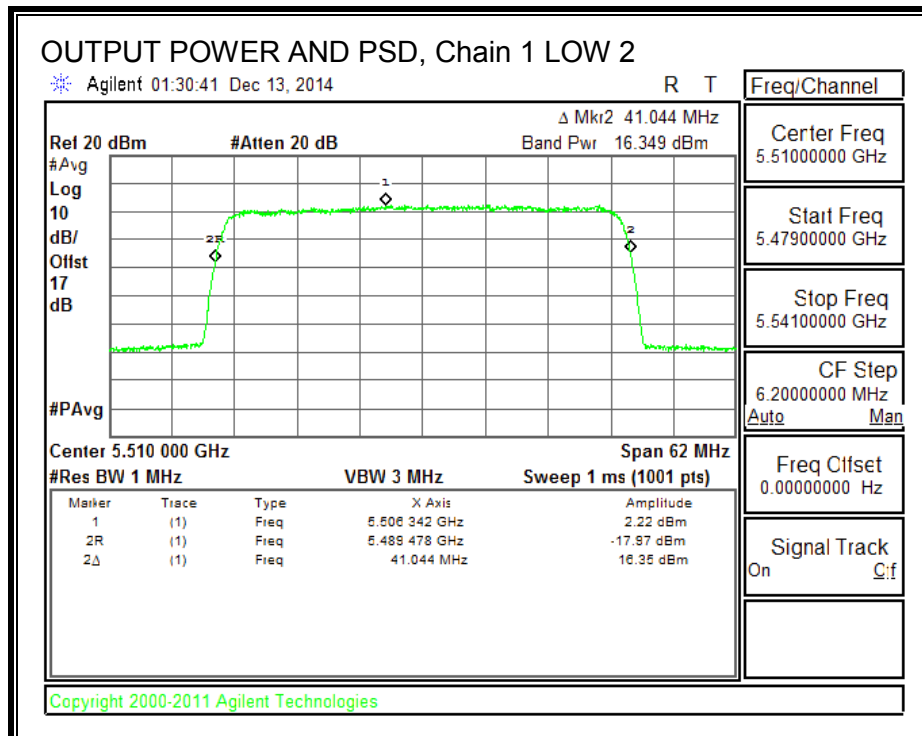 OUTPUT POWER AND PSD, Chain 1 LOW 2
Agilent 01:30:41 Dec 13, 2014 R T
Freq/Channel
Δ Mkr2 41.044 MHz
Ref 20 dBm #Atten 20 dB Band Pwr 16.349 dBm
#Avg
Log
10
dB/
Offst
17
dB
#PAvg
1
2R
2
Center 5.510 000 GHz Span 62 MHz
#Res BW 1 MHz VBW 3 MHz Sweep 1 ms (1001 pts)
Marker Trace Type X Axis Amplitude
1 (1) Freq 5.506 342 GHz 2.22 dBm
2R (1) Freq 5.489 478 GHz -17.97 dBm
2Δ (1) Freq 41.044 MHz 16.35 dBm
Center Freq
5.51000000 GHz
Start Freq
5.47900000 GHz
Stop Freq
5.54100000 GHz
CF Step
6.20000000 MHz
Auto Man
Freq Offset
0.00000000 Hz
Signal Track
On Off
Copyright 2000-2011 Agilent Technologies